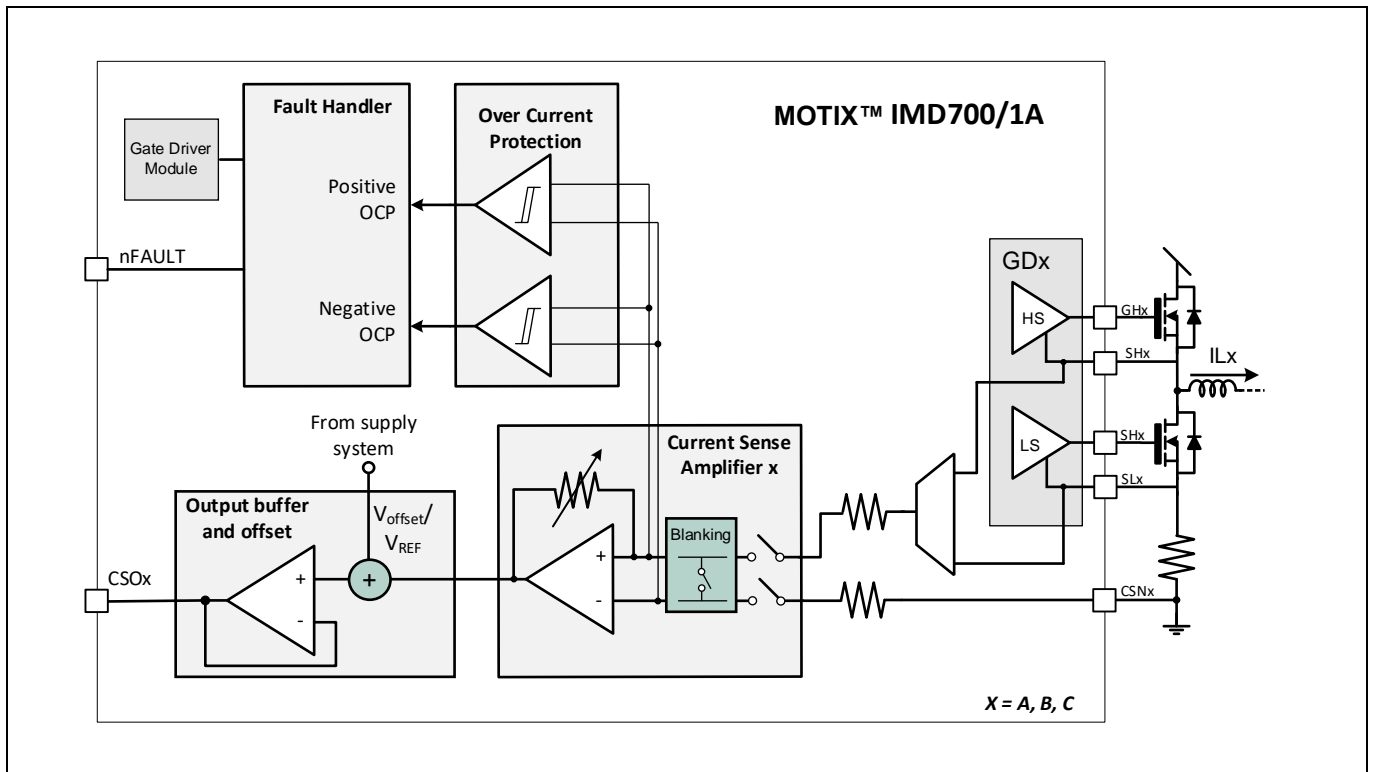 MOTIX™ IMD700/1A
Fault Handler
Over Current
Protection
Gate Driver
Module
Positive
OCP
Negative
OCP
nFAULT
GDx
HS
LS
GHx
SHx
ILx
SHx
SLx
CSNx
From supply
system
Output buffer
and offset
Voffset/
VREF
+
+
-
CSOx
Current Sense
Amplifier x
Blanking
+
-
X = A, B, C